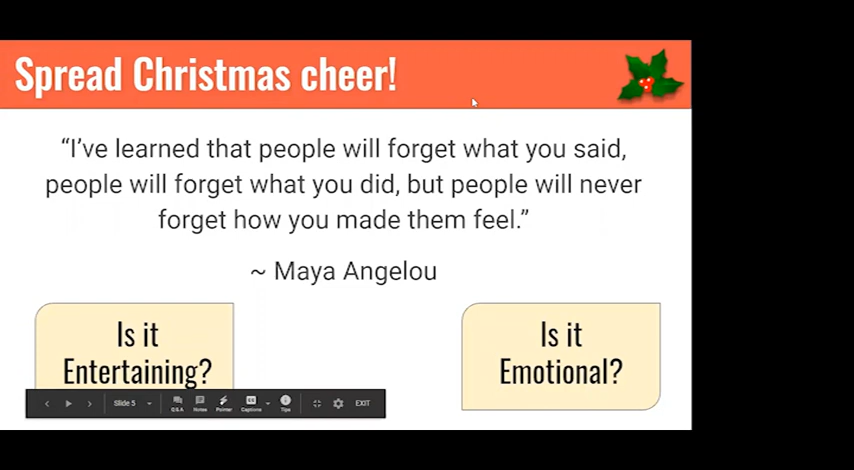 Spread Christmas cheer!
“I’ve learned that people will forget what you said,
people will forget what you did, but people will never
forget how you made them feel.”
~ Maya Angelou
Is it
Entertaining?
Is it
Emotional?
Slide 5
Q&A
Notes
Pointer
Captions
Tips
EXIT